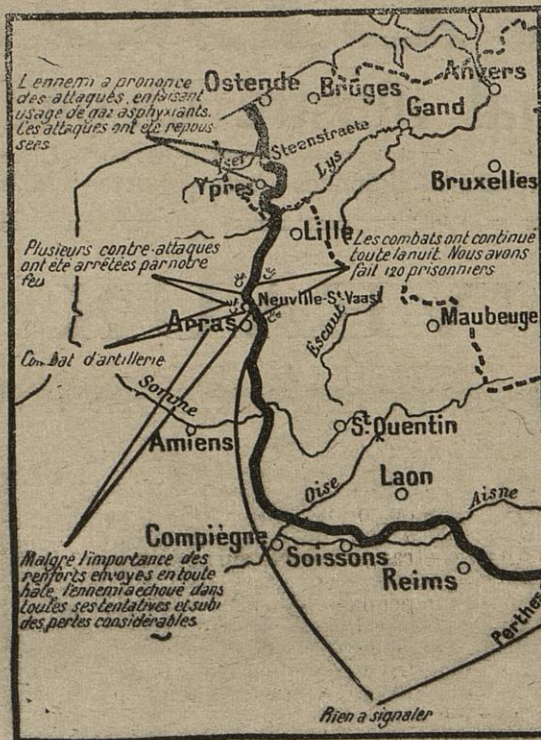 L'ennemi a prononcé
des attaques, en faisant
usage de gaz asphyxiants.
Ces attaques ont été repous
sées
Ostende
Bruges
Anvers
Gand
Steenstraete
Yser
Lys
Ypres
Bruxelles
Lille
Plusieurs contre-attaques
ont été arrêtées par notre
feu
Les combats ont continué
toute la nuit. Nous avons
fait 120 prisonniers
Neuville-St-Vaast
Arras
Escaut
Maubeuge
Combat d'artillerie
Somme
Amiens
St Quentin
Oise
Laon
Aisne
Compiègne
Soissons
Reims
Malgré l'importance des
renforts envoyés en toute
hâte, l'ennemi a échoué dans
toutes ses tentatives et subi
des pertes considérables
Perthes
Rien à signaler